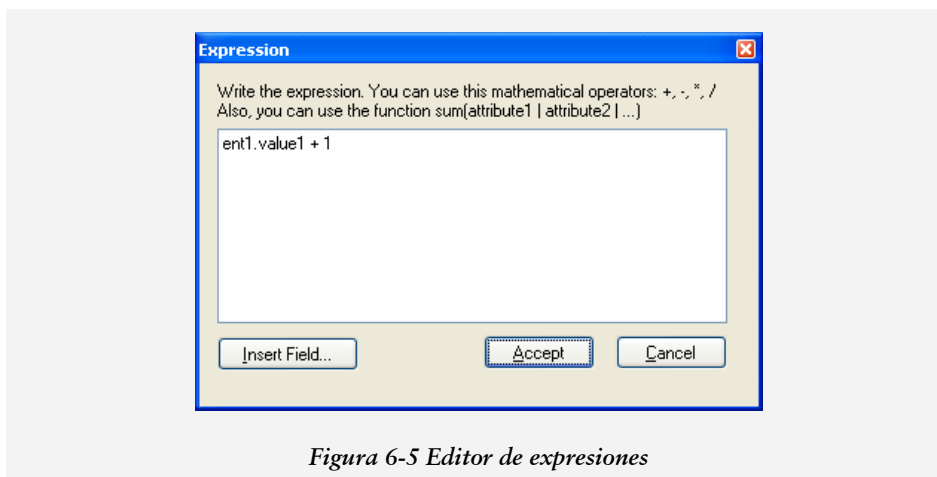 Expression
Write the expression. You can use this mathematical operators: +, -, *, /
Also, you can use the function sum(attribute1 | attribute2 | ...)
ent1.value1 + 1
Insert Field...
Accept
Cancel
Figura 6-5 Editor de expresiones